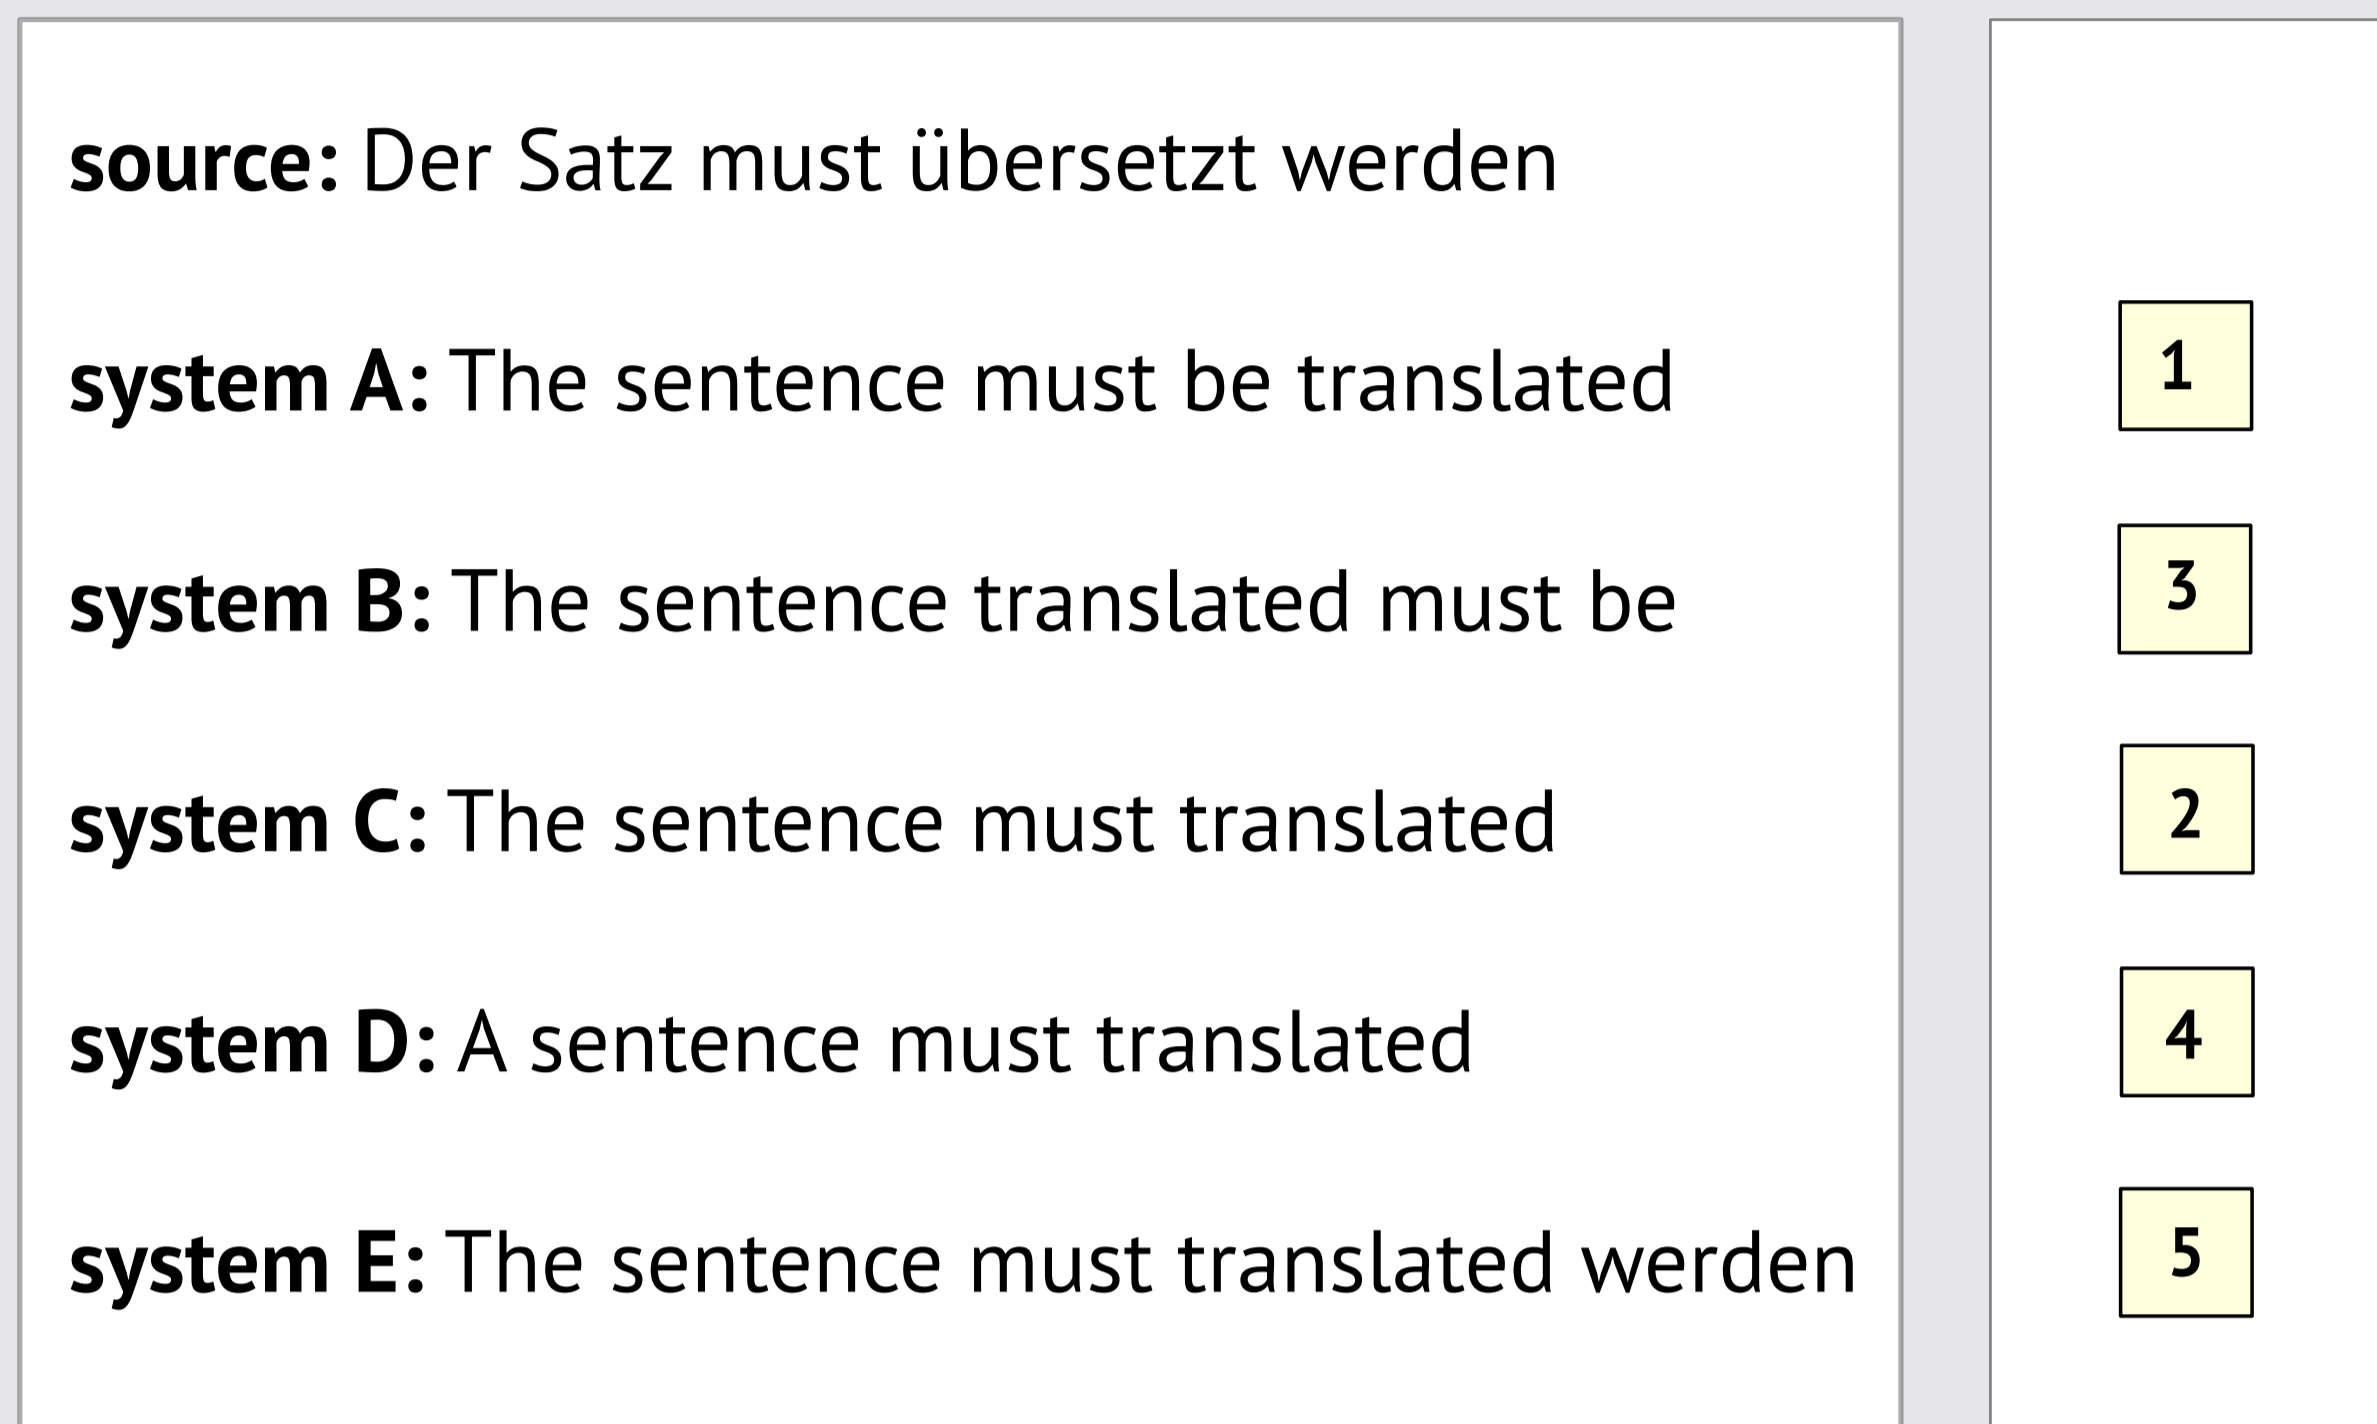 source: Der Satz must übersetzt werden
system A: The sentence must be translated 1
system B: The sentence translated must be 3
system C: The sentence must translated 2
system D: A sentence must translated 4
system E: The sentence must translated werden 5